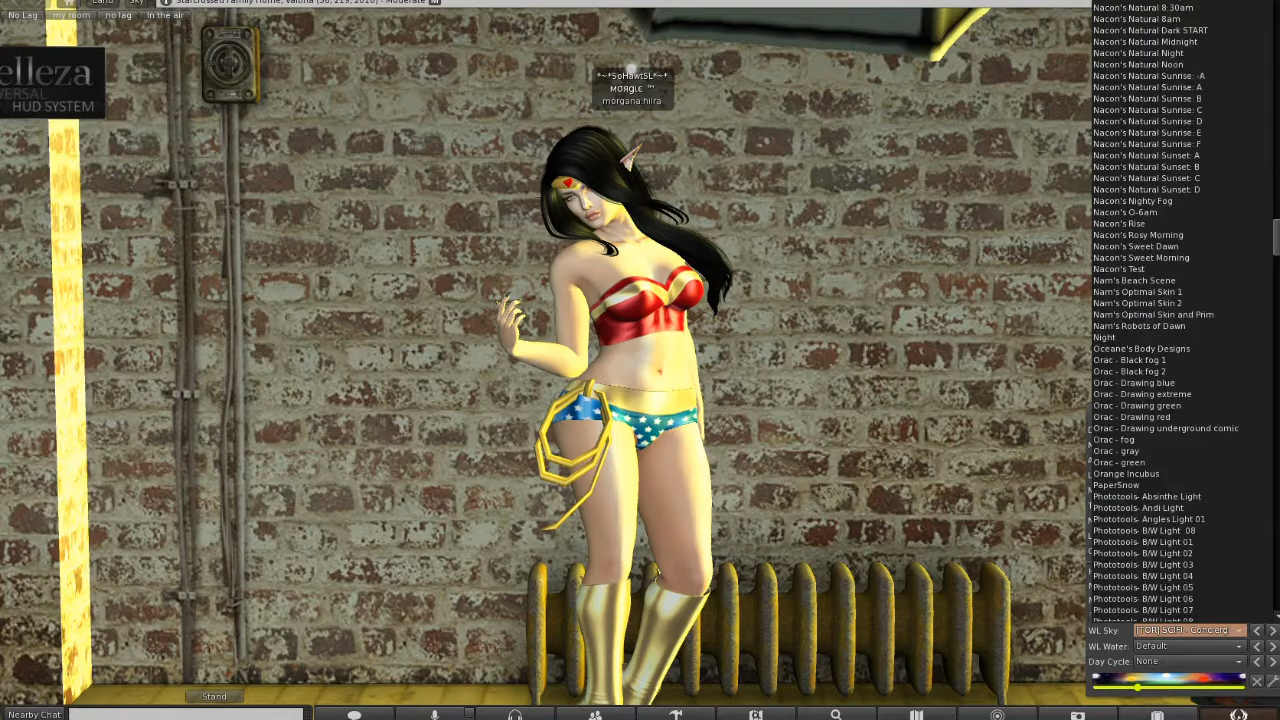 Land
Sky
Starcrossed Family Home, Valona (56, 219, 2010) - Moderate
No Lag
my room
no lag
In the air
elleza
VERSAL
HUD SYSTEM
*~*SoHawtSL*~*
morgana.hilra
Nacon's Natural 8.30am
Nacon's Natural 8am
Nacon's Natural Dark START
Nacon's Natural Midnight
Nacon's Natural Night
Nacon's Natural Noon
Nacon's Natural Sunrise: -A
Nacon's Natural Sunrise: A
Nacon's Natural Sunrise: B
Nacon's Natural Sunrise: C
Nacon's Natural Sunrise: D
Nacon's Natural Sunrise: E
Nacon's Natural Sunrise: F
Nacon's Natural Sunset: A
Nacon's Natural Sunset: B
Nacon's Natural Sunset: C
Nacon's Natural Sunset: D
Nacon's Nighty Fog
Nacon's O-6am
Nacon's Rise
Nacon's Rosy Morning
Nacon's Sweet Dawn
Nacon's Sweet Morning
Nacon's Test
Nam's Beach Scene
Nam's Optimal Skin 1
Nam's Optimal Skin 2
Nam's Optimal Skin and Prim
Nam's Robots of Dawn
Night
Oceane's Body Designs
Orac - Black fog 1
Orac - Black fog 2
Orac - Drawing blue
Orac - Drawing extreme
Orac - Drawing green
Orac - Drawing red
Orac - Drawing underground comic
Orac - fog
Orac - gray
Orac - green
Orange Incubus
PaperSnow
Phototools- Absinthe Light
Phototools- Andi Light
Phototools- Angles Light 01
Phototools- B/W Light  08
Phototools- B/W Light 01
Phototools- B/W Light 02
Phototools- B/W Light 03
Phototools- B/W Light 04
Phototools- B/W Light 05
Phototools- B/W Light 06
Phototools- B/W Light 07
WL Sky:
[TOR] SCIFI - Concierg
WL Water:
Default
Day Cycle:
None
Stand
Nearby Chat